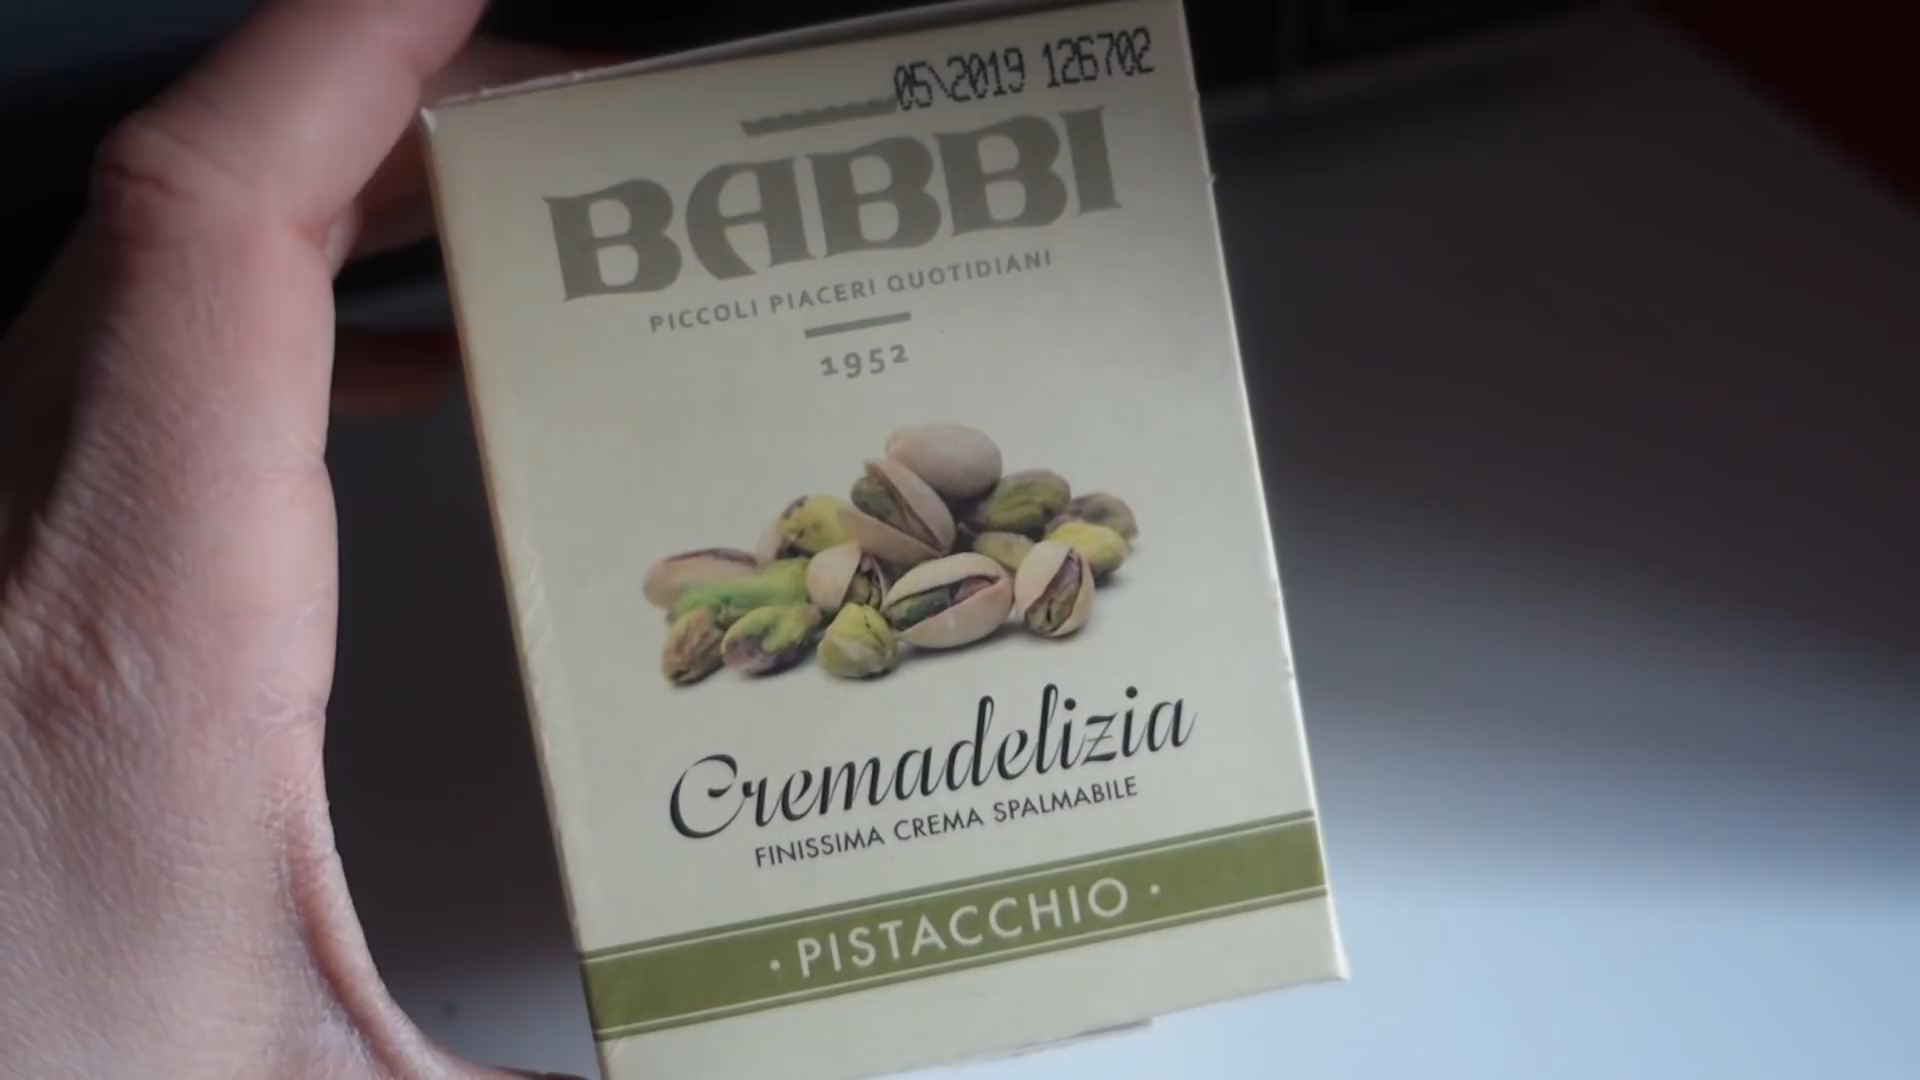 05\2019 126702
BABBI
PICCOLI PIACERI QUOTIDIANI
1952
Cremadelizia
FINISSIMA CREMA SPALMABILE
· PISTACCHIO ·